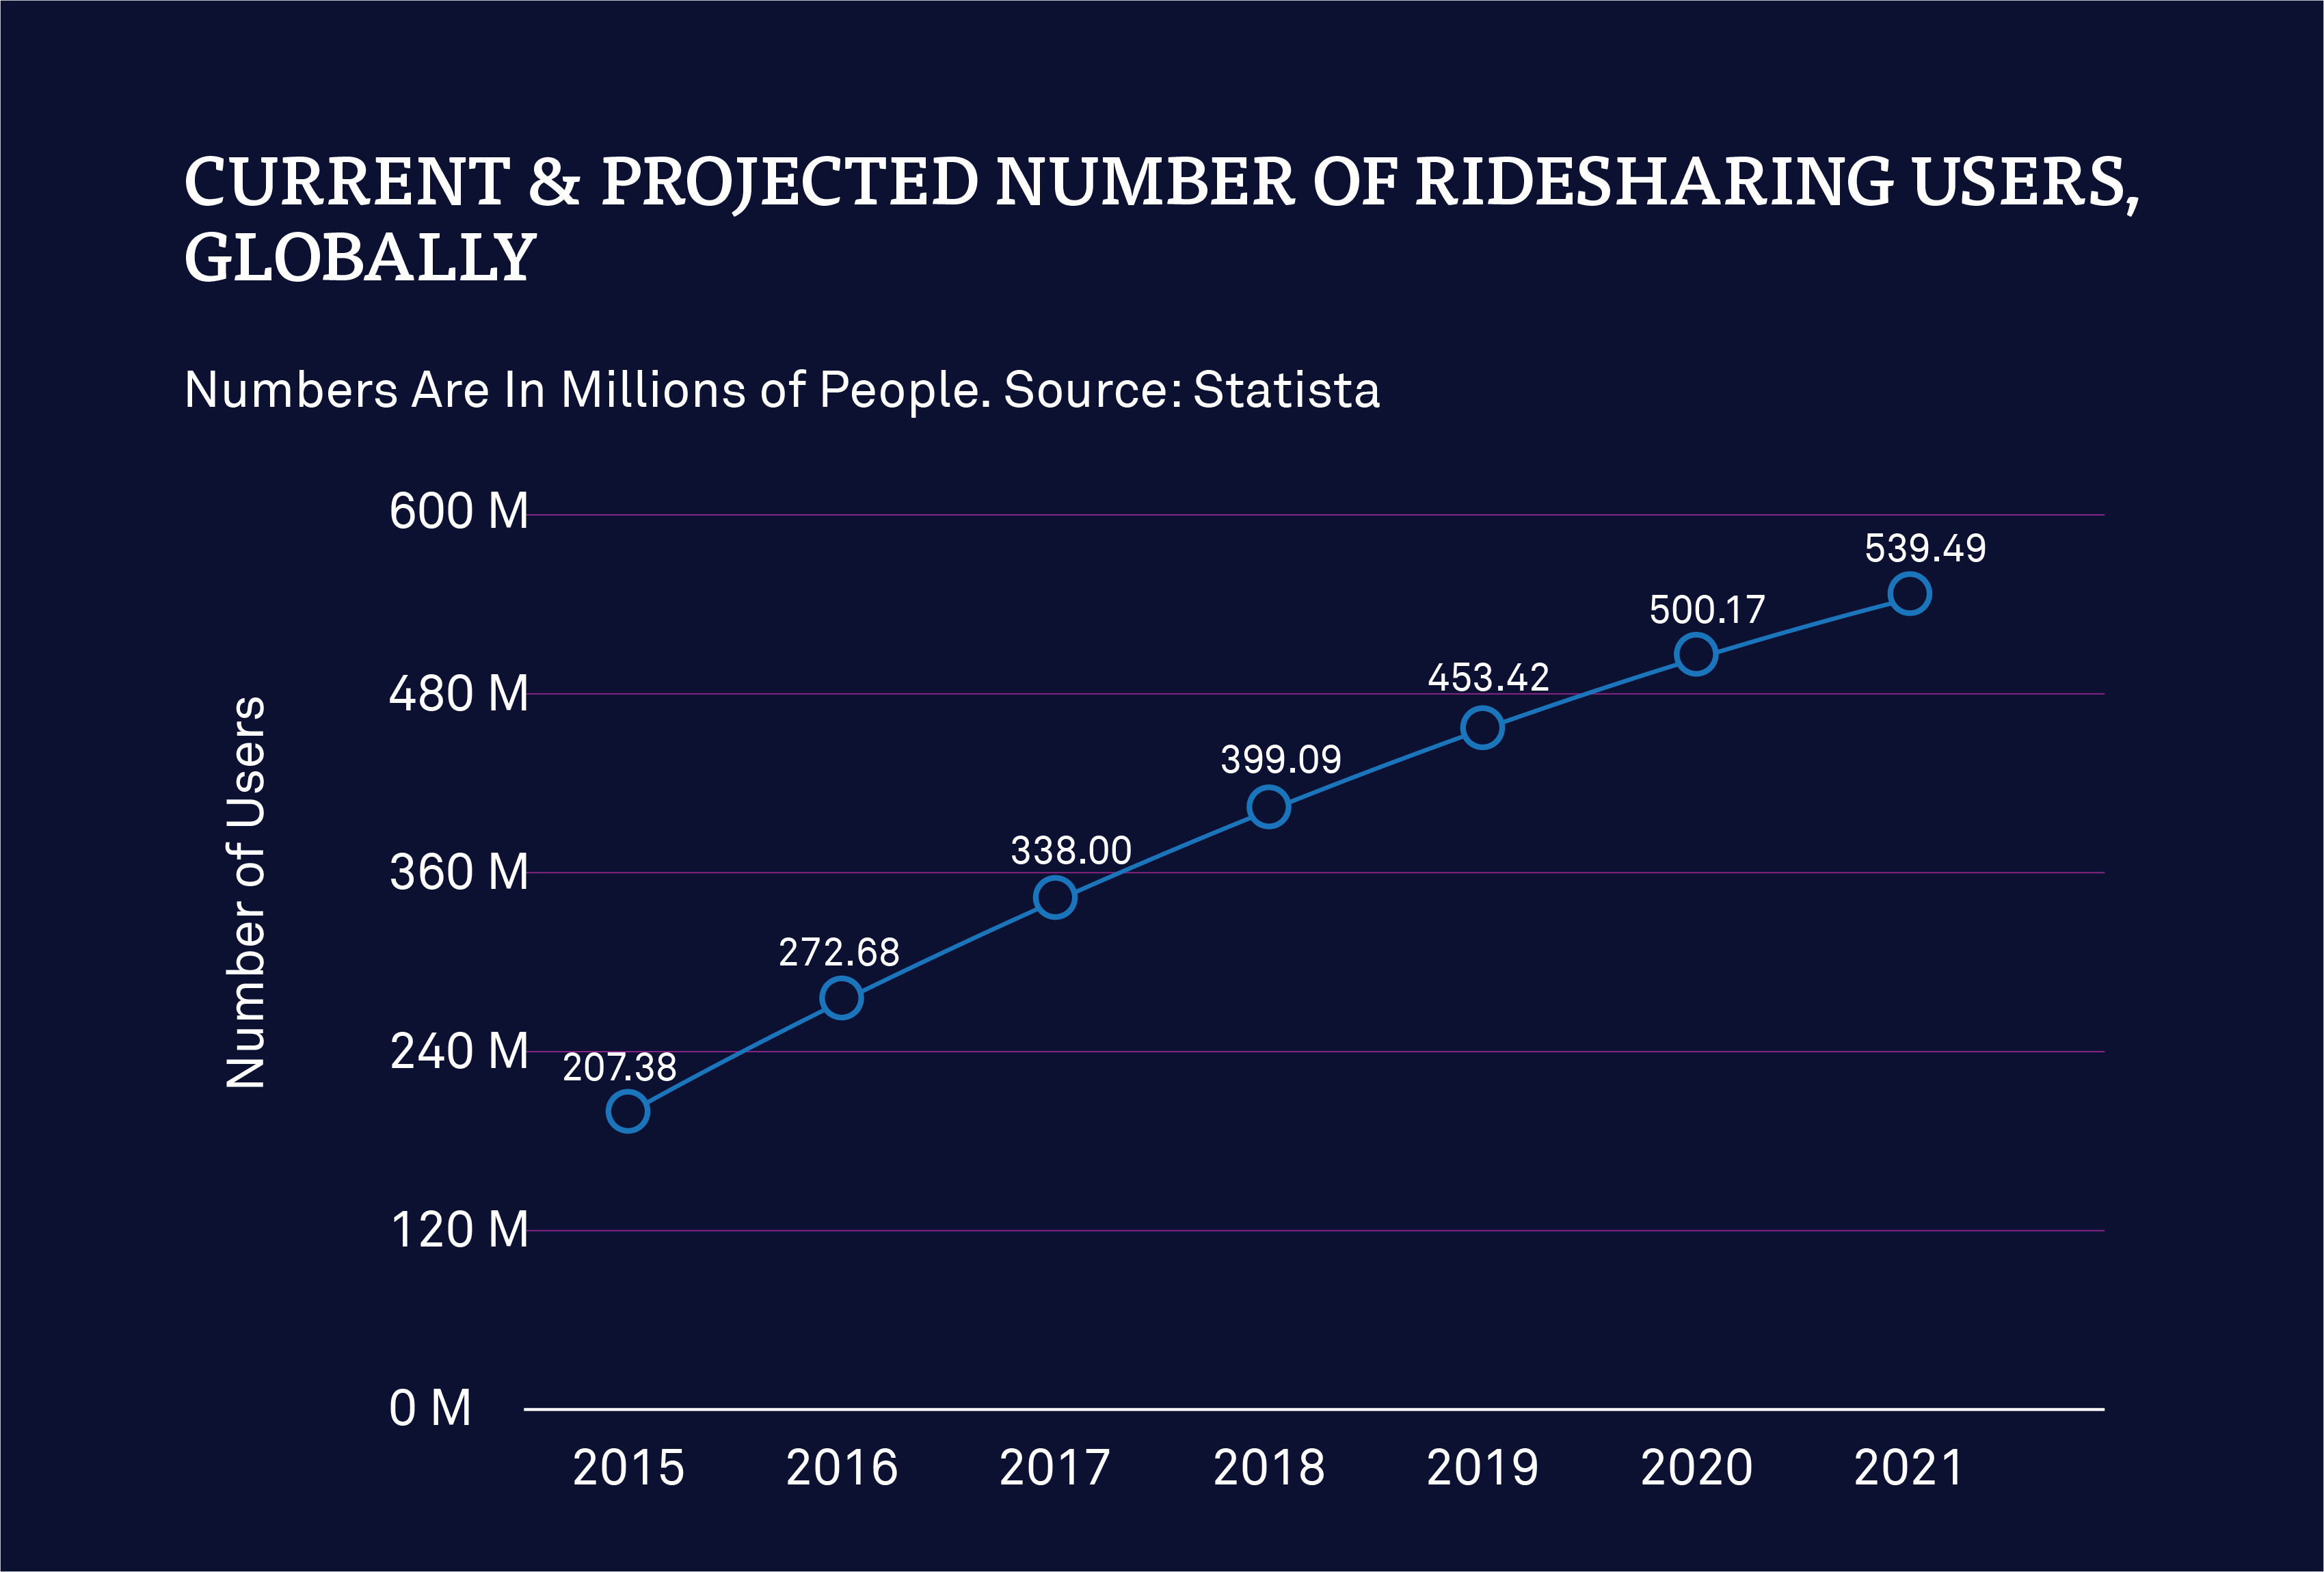 CURRENT & PROJECTED NUMBER OF RIDESHARING USERS,
GLOBALLY
Numbers Are In Millions of People. Source: Statista
Number of Users
600 M
480 M
360 M
240 M
120 M
0 M
207.38
272.68
338.00
399.09
453.42
500.17
539.49
2015 2016 2017 2018 2019 2020 2021